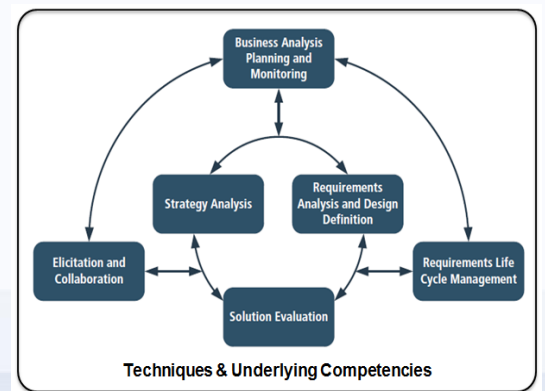 Business Analysis
Planning and
Monitoring
Strategy Analysis
Requirements
Analysis and Design
Definition
Elicitation and
Collaboration
Requirements Life
Cycle Management
Solution Evaluation
Techniques & Underlying Competencies